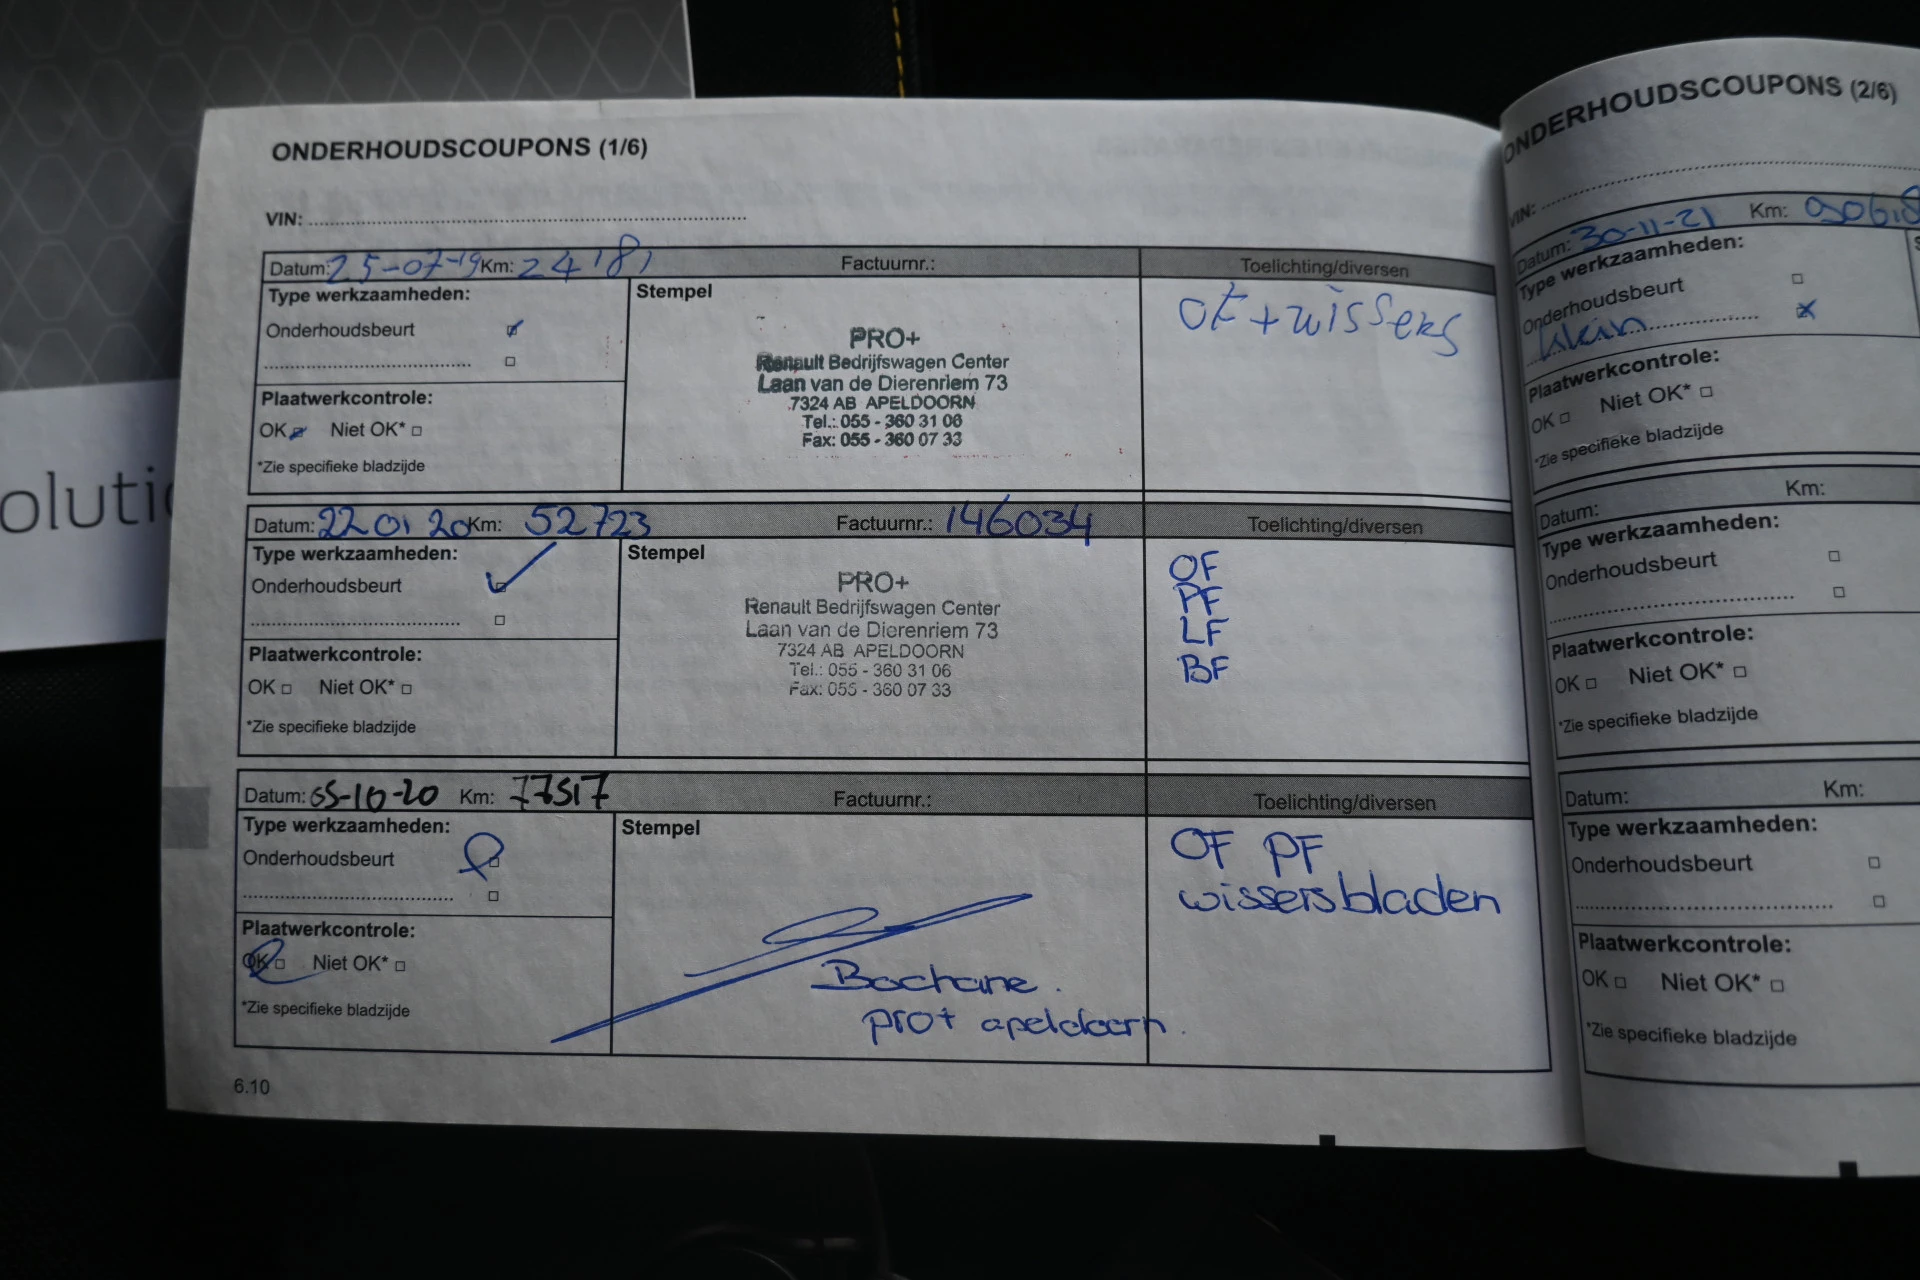 ONDERHOUDSCOUPONS (1/6)
VIN:
Datum: 25-07-19 Km: 24181 Factuurnr.: Toelichting/diversen
Type werkzaamheden:
Stempel
Onderhoudsbeurt
Plaatwerkcontrole:
OK Niet OK*
*Zie specifieke bladzijde
PRO+
Renault Bedrijfswagen Center
Laan van de Dierenriem 73
7324 AB APELDOORN
Tel.: 055 - 360 31 06
Fax: 055 - 360 07 33
+ wissers
Datum: 22 01 20 Km: 52723 Factuurnr.: 146034 Toelichting/diversen
Type werkzaamheden:
Stempel
Onderhoudsbeurt
Plaatwerkcontrole:
OK Niet OK*
*Zie specifieke bladzijde
PRO+
Renault Bedrijfswagen Center
Laan van de Dierenriem 73
7324 AB APELDOORN
Tel.: 055 - 360 31 06
Fax: 055 - 360 07 33
OF
PF
LF
BF
Datum: 05-10-20 Km: 77517 Factuurnr.: Toelichting/diversen
Type werkzaamheden:
Stempel
Onderhoudsbeurt
Plaatwerkcontrole:
OK Niet OK*
*Zie specifieke bladzijde
Bochane.
pro+ apeldoorn.
OF PF
wissersbladen
6.10
ONDERHOUDSCOUPONS (2/6)
VIN:
Datum: 30-11-21 Km:
Type werkzaamheden:
Onderhoudsbeurt
Plaatwerkcontrole:
OK Niet OK*
*Zie specifieke bladzijde
Datum: Km:
Type werkzaamheden:
Onderhoudsbeurt
Plaatwerkcontrole:
OK Niet OK*
*Zie specifieke bladzijde
Datum: Km:
Type werkzaamheden:
Onderhoudsbeurt
Plaatwerkcontrole:
OK Niet OK*
*Zie specifieke bladzijde